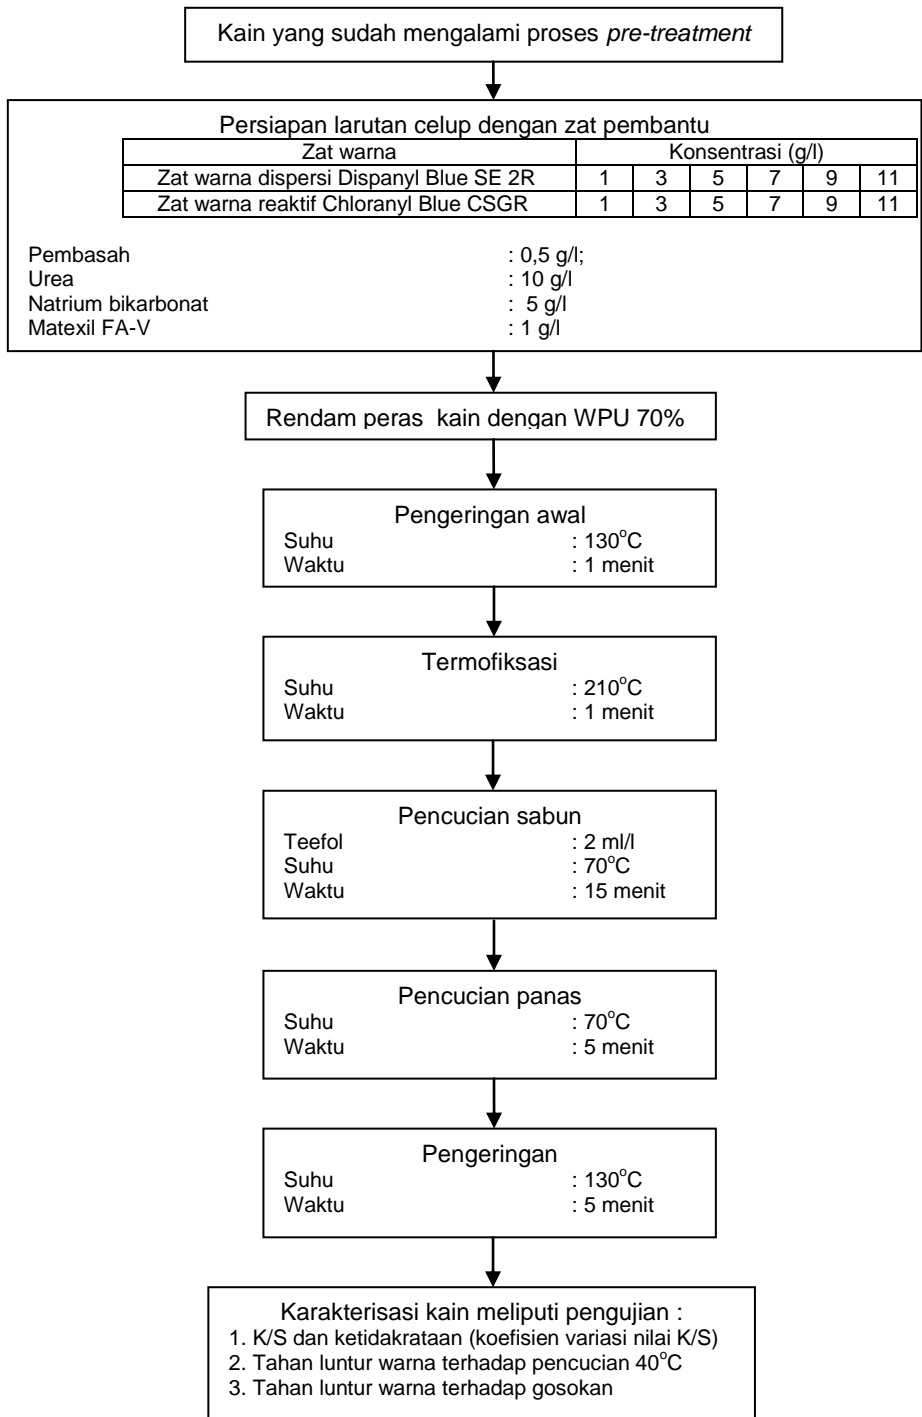 Kain yang sudah mengalami proses pre-treatment
Persiapan larutan celup dengan zat pembantu
Zat warna Konsentrasi (g/l)
Zat warna dispersi Dispanyl Blue SE 2R 1 3 5 7 9 11
Zat warna reaktif Chloranyl Blue CSGR 1 3 5 7 9 11
Pembasah : 0,5 g/l;
Urea : 10 g/l
Natrium bikarbonat : 5 g/l
Matexil FA-V : 1 g/l
Rendam peras kain dengan WPU 70%
Pengeringan awal
Suhu : 130°C
Waktu : 1 menit
Termofiksasi
Suhu : 210°C
Waktu : 1 menit
Pencucian sabun
Teefol : 2 ml/l
Suhu : 70°C
Waktu : 15 menit
Pencucian panas
Suhu : 70°C
Waktu : 5 menit
Pengeringan
Suhu : 130°C
Waktu : 5 menit
Karakterisasi kain meliputi pengujian :
1. K/S dan ketidakrataan (koefisien variasi nilai K/S)
2. Tahan luntur warna terhadap pencucian 40°C
3. Tahan luntur warna terhadap gosokan